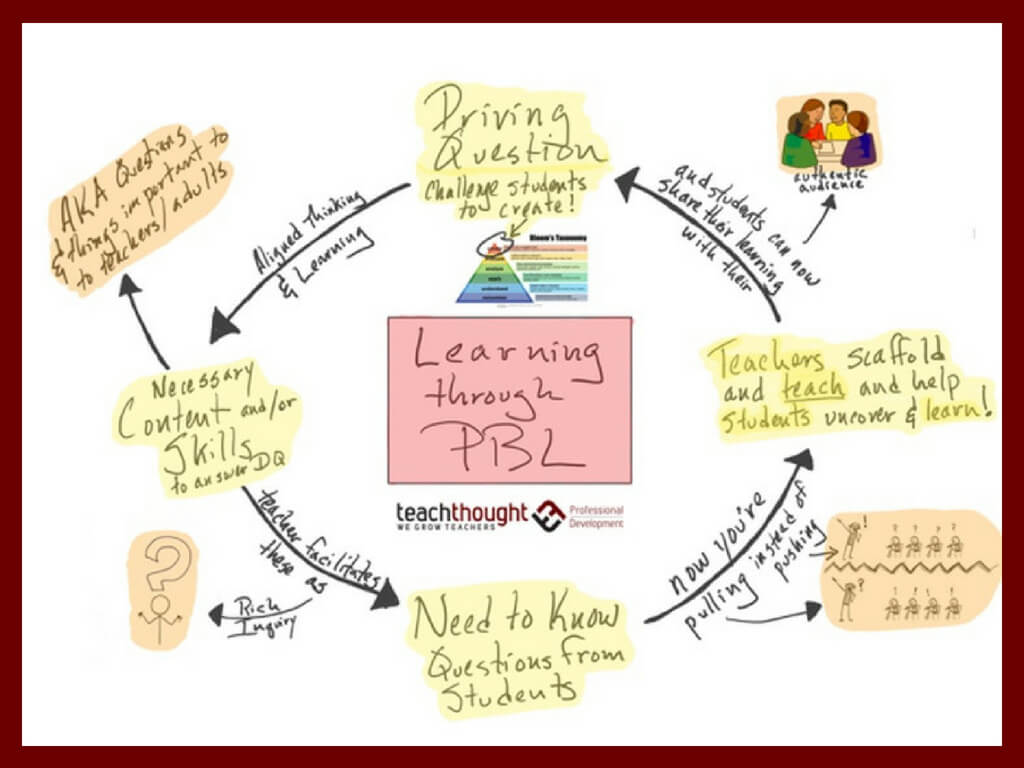 Driving
Question
challenge students
to create!
Bloom's Taxonomy
Aligned Thinking
& Learning
AKA Questions
& things important to
to teachers/adults
Necessary
Content and/or
Skills
to answer DQ
teacher facilitates
these as
Rich
Inquiry
?
Need to Know
Questions from
Students
now you're
pulling instead of
pushing
!
? ? ? ?
?
! ! ! !
Teachers scaffold
and teach and help
students uncover & learn!
and students can now
share their learning
with their
authentic
audience
Learning
through
PBL
teachthought
WE GROW TEACHERS
Professional
Development